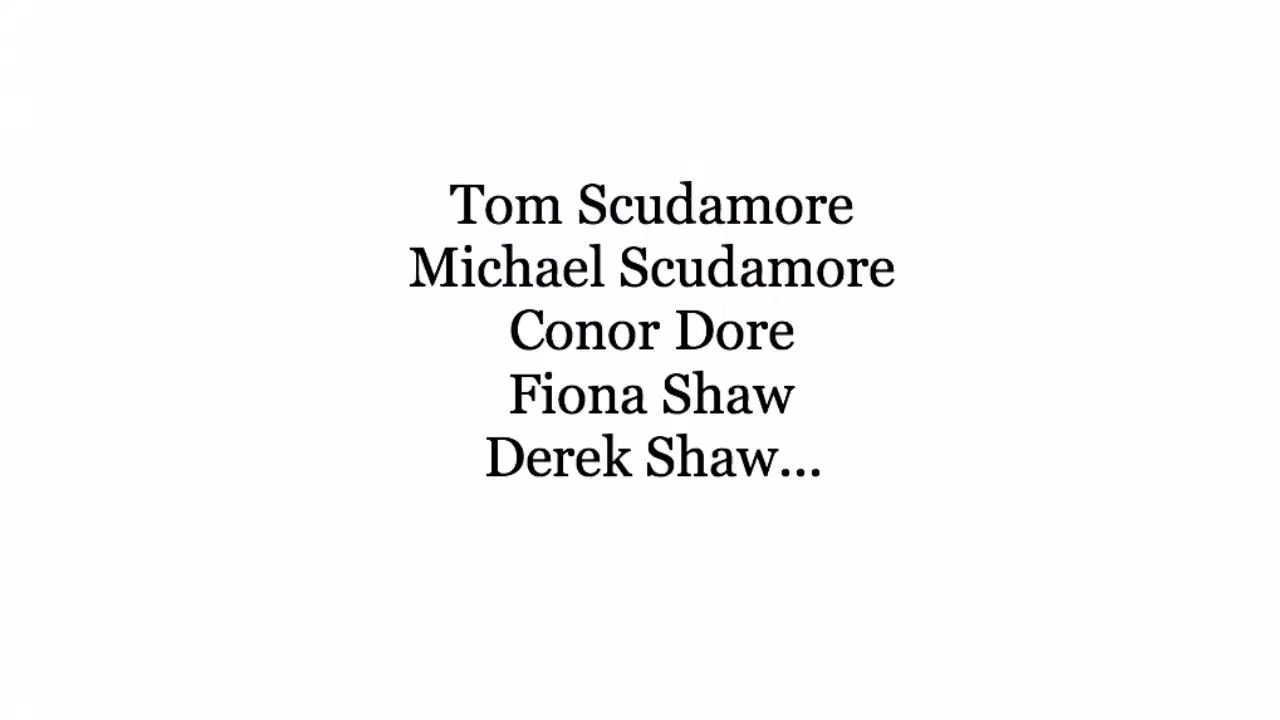 Tom Scudamore
Michael Scudamore
Conor Dore
Fiona Shaw
Derek Shaw...